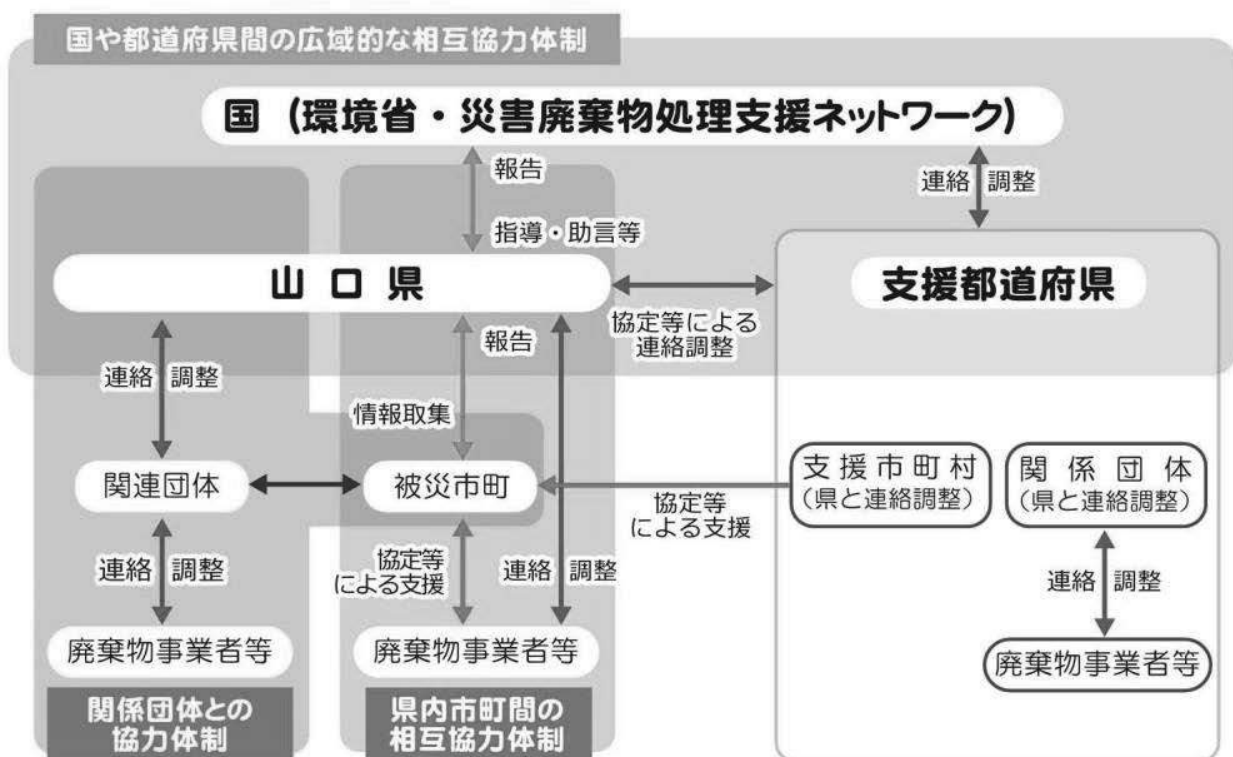 国や都道府県間の広域的な相互協力体制
国 (環境省・災害廃棄物処理支援ネットワーク)
報告
指導・助言等
連絡 調整
山口県
支援都道府県
協定等による
連絡調整
連絡 調整
報告
情報取集
関連団体
被災市町
支援市町村
(県と連絡調整)
関係団体
(県と連絡調整)
協定等
による支援
連絡 調整
協定等
による支援
連絡 調整
連絡 調整
廃棄物事業者等
廃棄物事業者等
廃棄物事業者等
関係団体との
協力体制
県内市町間の
相互協力体制